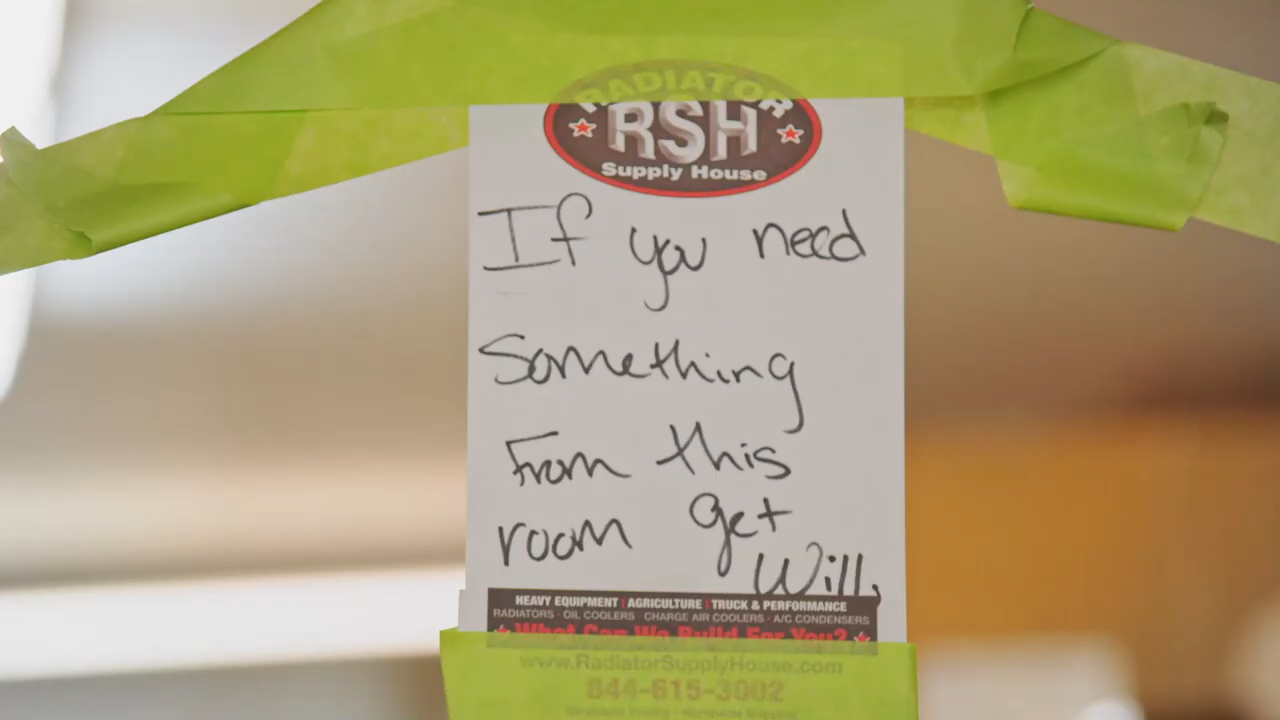 RADIATOR
RSH
Supply House
If you need
Something
From this
room get
Will.
HEAVY EQUIPMENT | AGRICULTURE | TRUCK & PERFORMANCE
RADIATORS · OIL COOLERS · CHARGE AIR COOLERS · A/C CONDENSERS
What Can We Build For You?
www.RadiatorSupplyHouse.com
844-615-3002